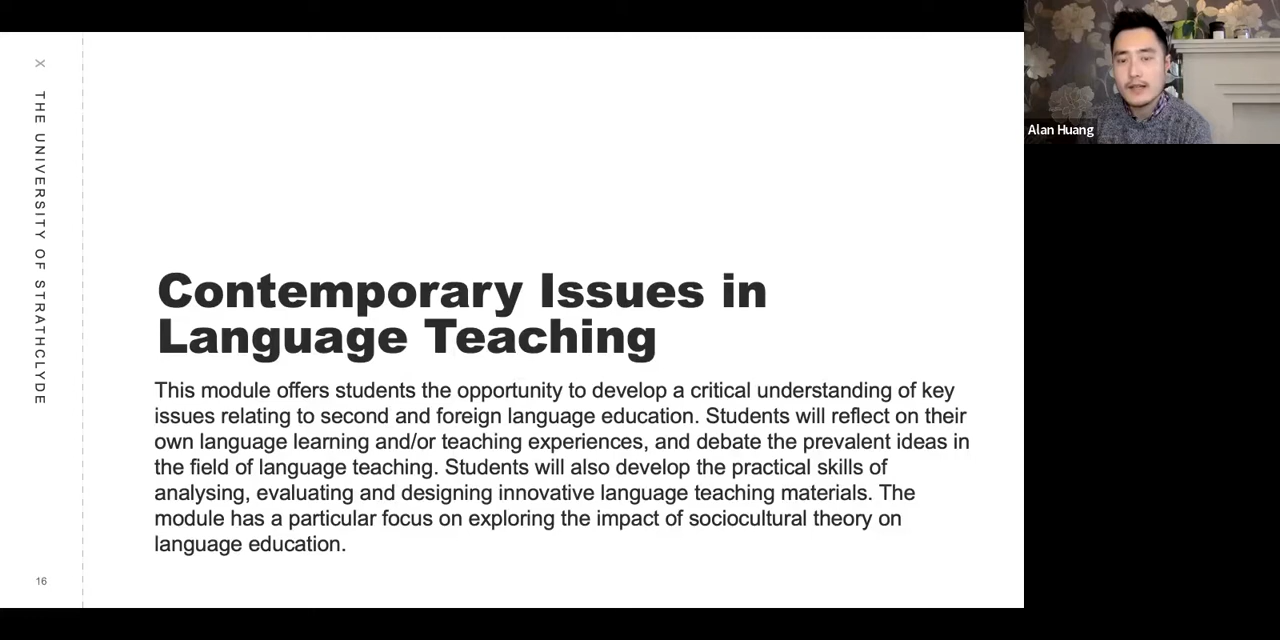 X THE UNIVERSITY OF STRATHCLYDE
Contemporary Issues in
Language Teaching
This module offers students the opportunity to develop a critical understanding of key
issues relating to second and foreign language education. Students will reflect on their
own language learning and/or teaching experiences, and debate the prevalent ideas in
the field of language teaching. Students will also develop the practical skills of
analysing, evaluating and designing innovative language teaching materials. The
module has a particular focus on exploring the impact of sociocultural theory on
language education.
16
Alan Huang